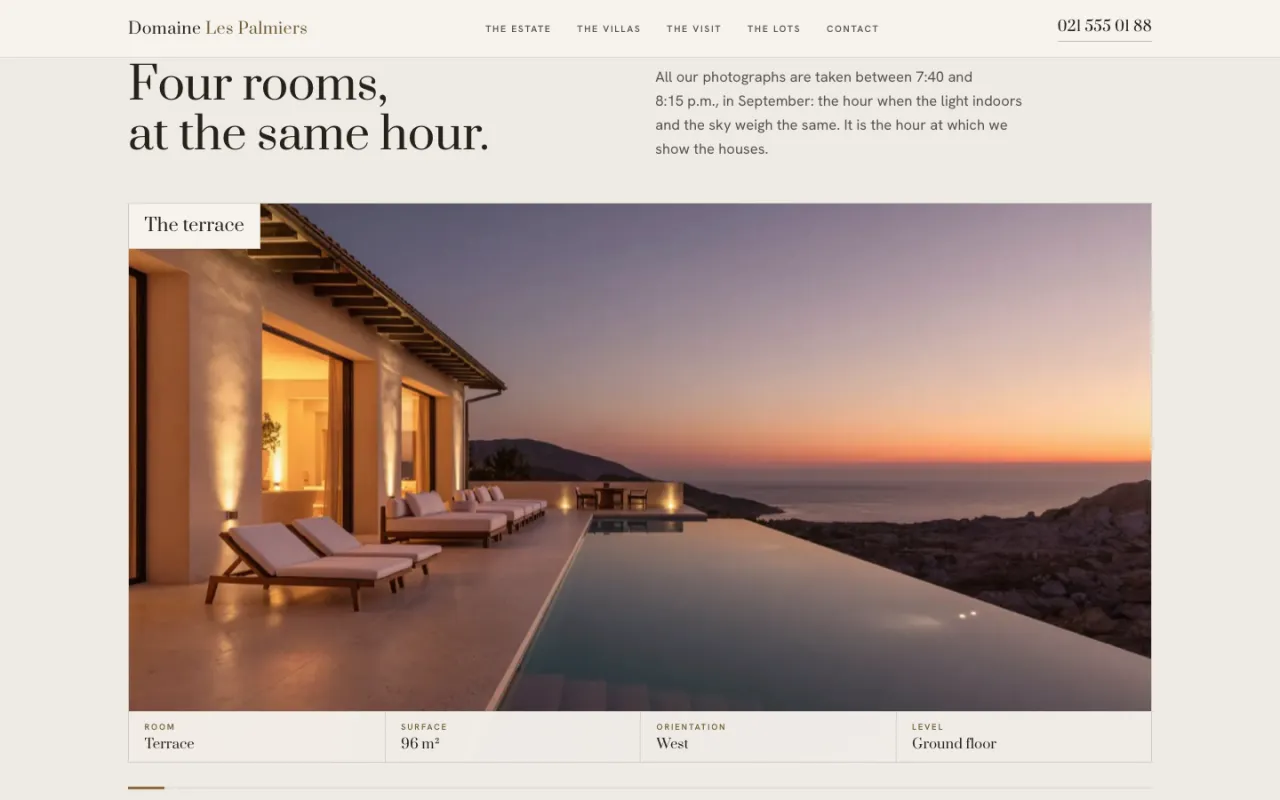 Domaine Les Palmiers
THE ESTATE
THE VILLAS
THE VISIT
THE LOTS
CONTACT
021 555 01 88
Four rooms,
at the same hour.
All our photographs are taken between 7:40 and
8:15 p.m., in September: the hour when the light indoors
and the sky weigh the same. It is the hour at which we
show the houses.
The terrace
ROOM
Terrace
SURFACE
96 m²
ORIENTATION
West
LEVEL
Ground floor